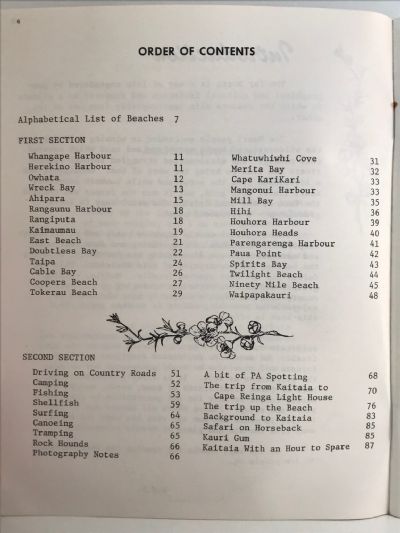 6
ORDER OF CONTENTS
Alphabetical List of Beaches 7
FIRST SECTION
Whangape Harbour 11
Herekino Harbour 11
Owhata 12
Wreck Bay 13
Ahipara 15
Rangaunu Harbour 18
Rangiputa 18
Kaimaumau 19
East Beach 21
Doubtless Bay 22
Taipa 24
Cable Bay 26
Coopers Beach 27
Tokerau Beach 29
Whatuwhiwhi Cove 31
Merita Bay 32
Cape KariKari 33
Mangonui Harbour 33
Mill Bay 35
Hihi 36
Houhora Harbour 39
Houhora Heads 40
Parengarenga Harbour 41
Paua Point 42
Spirits Bay 43
Twilight Beach 44
Ninety Mile Beach 45
Waipapakauri 48
SECOND SECTION
Driving on Country Roads 51
Camping 52
Fishing 53
Shellfish 59
Surfing 64
Canoeing 65
Tramping 65
Rock Hounds 66
Photography Notes 66
A bit of PA Spotting 68
The trip from Kaitaia to
Cape Reinga Light House 70
The trip up the Beach 76
Background to Kaitaia 83
Safari on Horseback 85
Kauri Gum 85
Kaitaia With an Hour to Spare 87